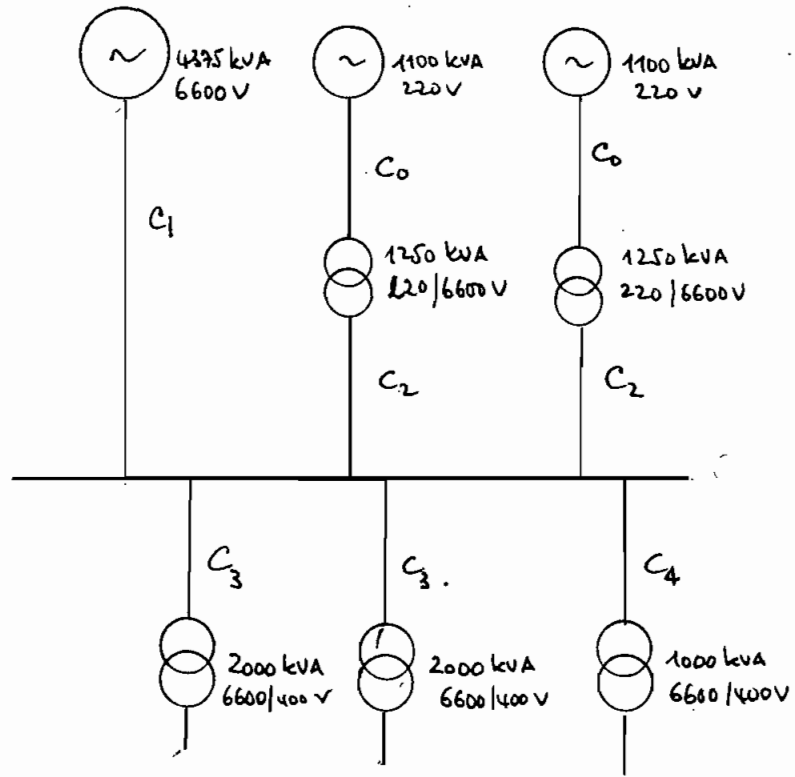 ~
4375 kVA
6600 V
~
1100 kVA
220 V
~
1100 kVA
220 V
C0
C0
C1
1250 kVA
220/6600 V
1250 kVA
220/6600 V
C2
C2
C3
C3.
C4
2000 kVA
6600/400 V
2000 kVA
6600/400 V
1000 kVA
6600/400 V